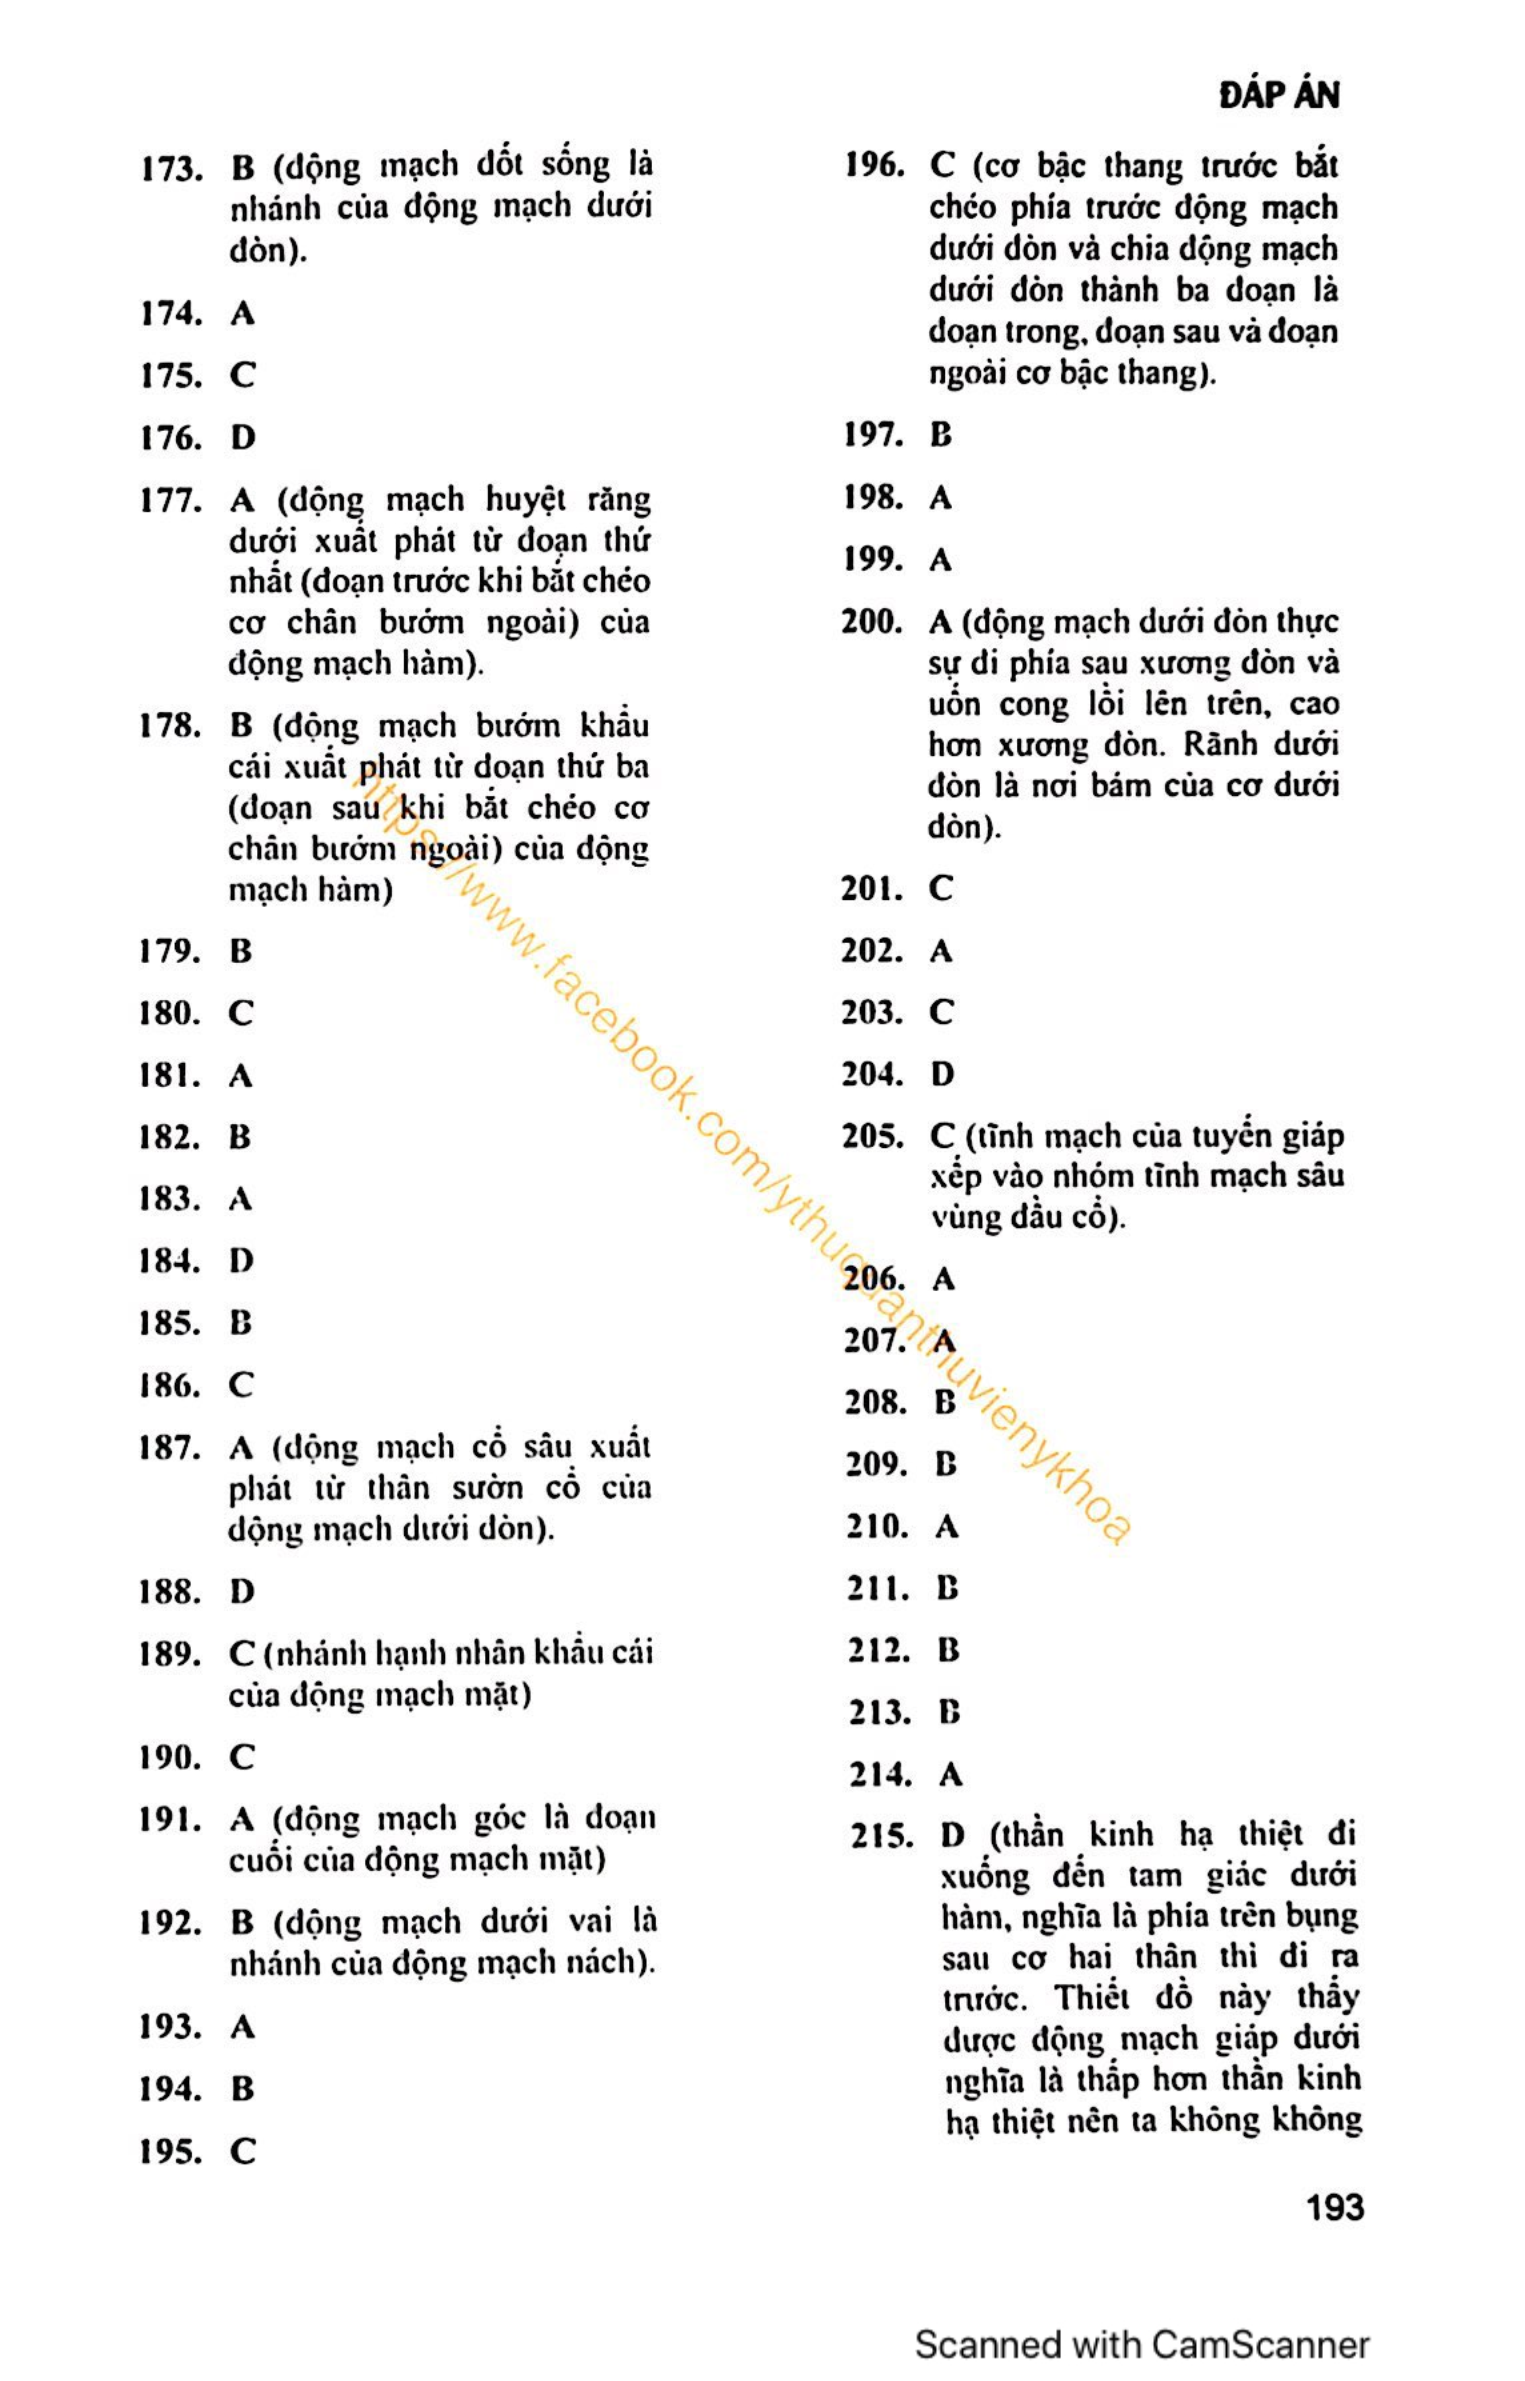 ĐÁP ÁN
173. B (động mạch đốt sống là
nhánh của động mạch dưới
đòn).
174. A
175. C
176. D
177. A (động mạch huyệt răng
dưới xuất phát từ đoạn thứ
nhất (đoạn trước khi bắt chéo
cơ chân bướm ngoài) của
động mạch hàm).
178. B (động mạch bướm khẩu
cái xuất phát từ đoạn thứ ba
(đoạn sau khi bắt chéo cơ
chân bướm ngoài) của động
mạch hàm)
179. B
180. C
181. A
182. B
183. A
184. D
185. B
186. C
187. A (động mạch cổ sâu xuất
phát từ thân sườn cổ của
động mạch dưới đòn).
188. D
189. C (nhánh hạnh nhân khẩu cái
của động mạch mặt)
190. C
191. A (động mạch góc là đoạn
cuối của động mạch mặt)
192. B (động mạch dưới vai là
nhánh của động mạch nách).
193. A
194. B
195. C
196. C (cơ bậc thang trước bắt
chéo phía trước động mạch
dưới đòn và chia động mạch
dưới đòn thành ba đoạn là
đoạn trong, đoạn sau và đoạn
ngoài cơ bậc thang).
197. B
198. A
199. A
200. A (động mạch dưới đòn thực
sự đi phía sau xương đòn và
uốn cong lồi lên trên, cao
hơn xương đòn. Rãnh dưới
đòn là nơi bám của cơ dưới
đòn).
201. C
202. A
203. C
204. D
205. C (tĩnh mạch của tuyến giáp
xếp vào nhóm tĩnh mạch sâu
vùng đầu cổ).
206. A
207. A
208. B
209. B
210. A
211. B
212. B
213. B
214. A
215. D (thần kinh hạ thiệt đi
xuống đến tam giác dưới
hàm, nghĩa là phía trên bụng
sau cơ hai thân thì đi ra
trước. Thiết đồ này thấy
được động mạch giáp dưới
nghĩa là thấp hơn thần kinh
hạ thiệt nên ta không không
https://www.facebook.com/ythuquanthuvienykhoa
193
Scanned with CamScanner